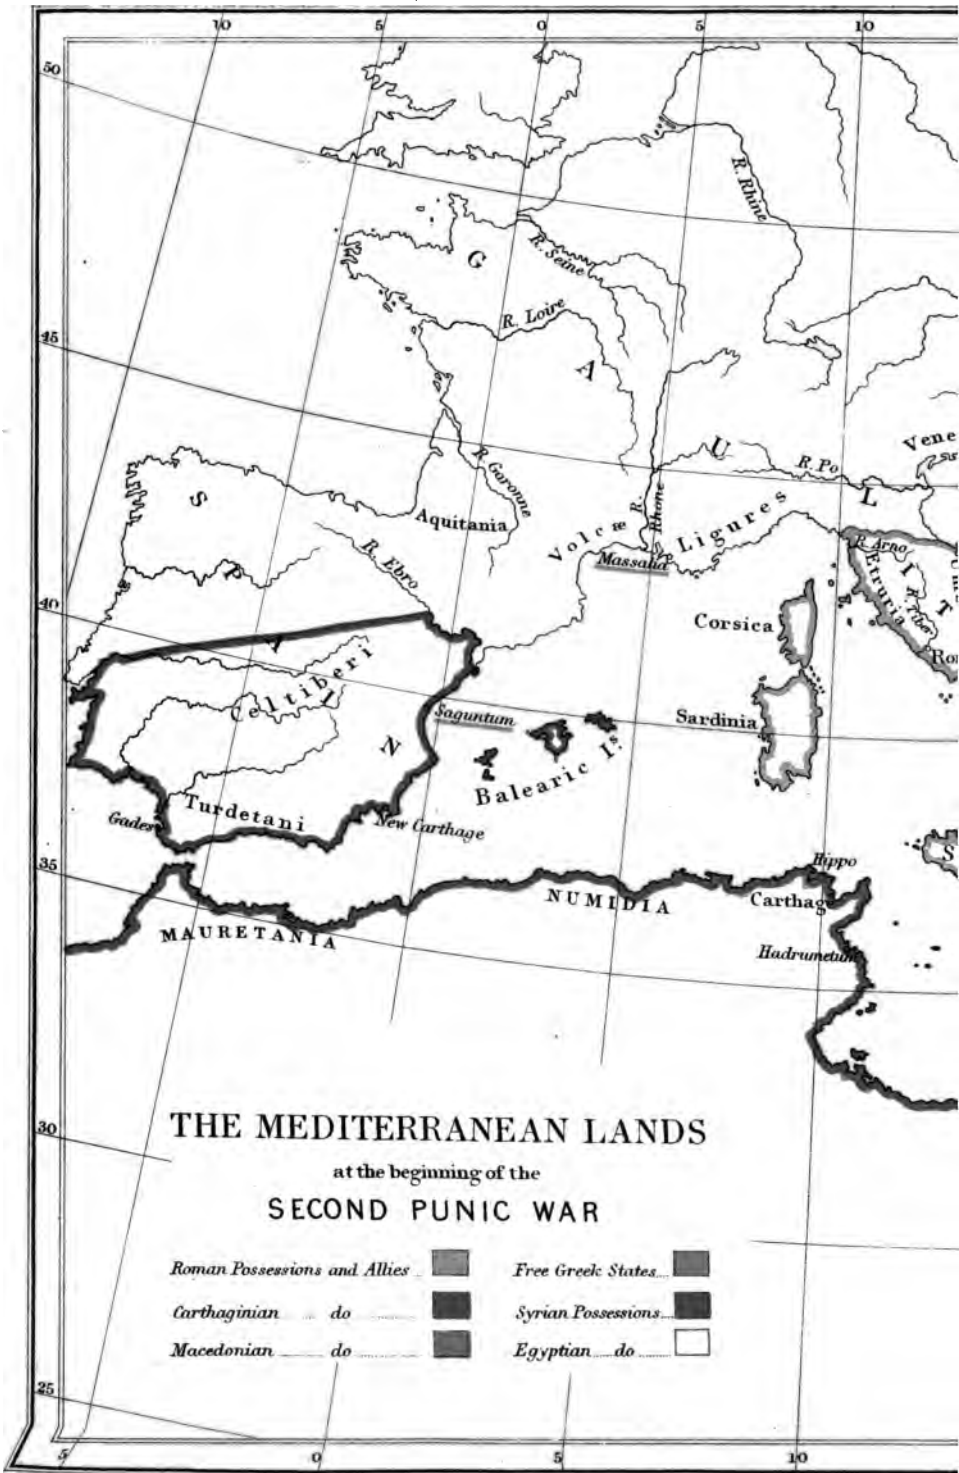 10 5 0 5 10
50
R. Rhine
G
R. Seine
R. Loire
45
A
U
Vene
R. Po
L
S
R. Garonne
Aquitania
Volcæ R.
R. Rhone
Ligures
Massalia
R. Arno
Etruria
I
T
R. Tiber
P
R. Ebro
40
Corsica
A
Celtiberi
I
Saguntum
Sardinia
N
Balearic Is.
Turdetani
Gades
New Carthage
S
35
Hippo
NUMIDIA
Carthage
MAURETANIA
Hadrumetum
THE MEDITERRANEAN LANDS
30
at the beginning of the
SECOND PUNIC WAR
Roman Possessions and Allies
Free Greek States
Carthaginian do
Syrian Possessions
Macedonian do
Egyptian do
25
5 0 5 10